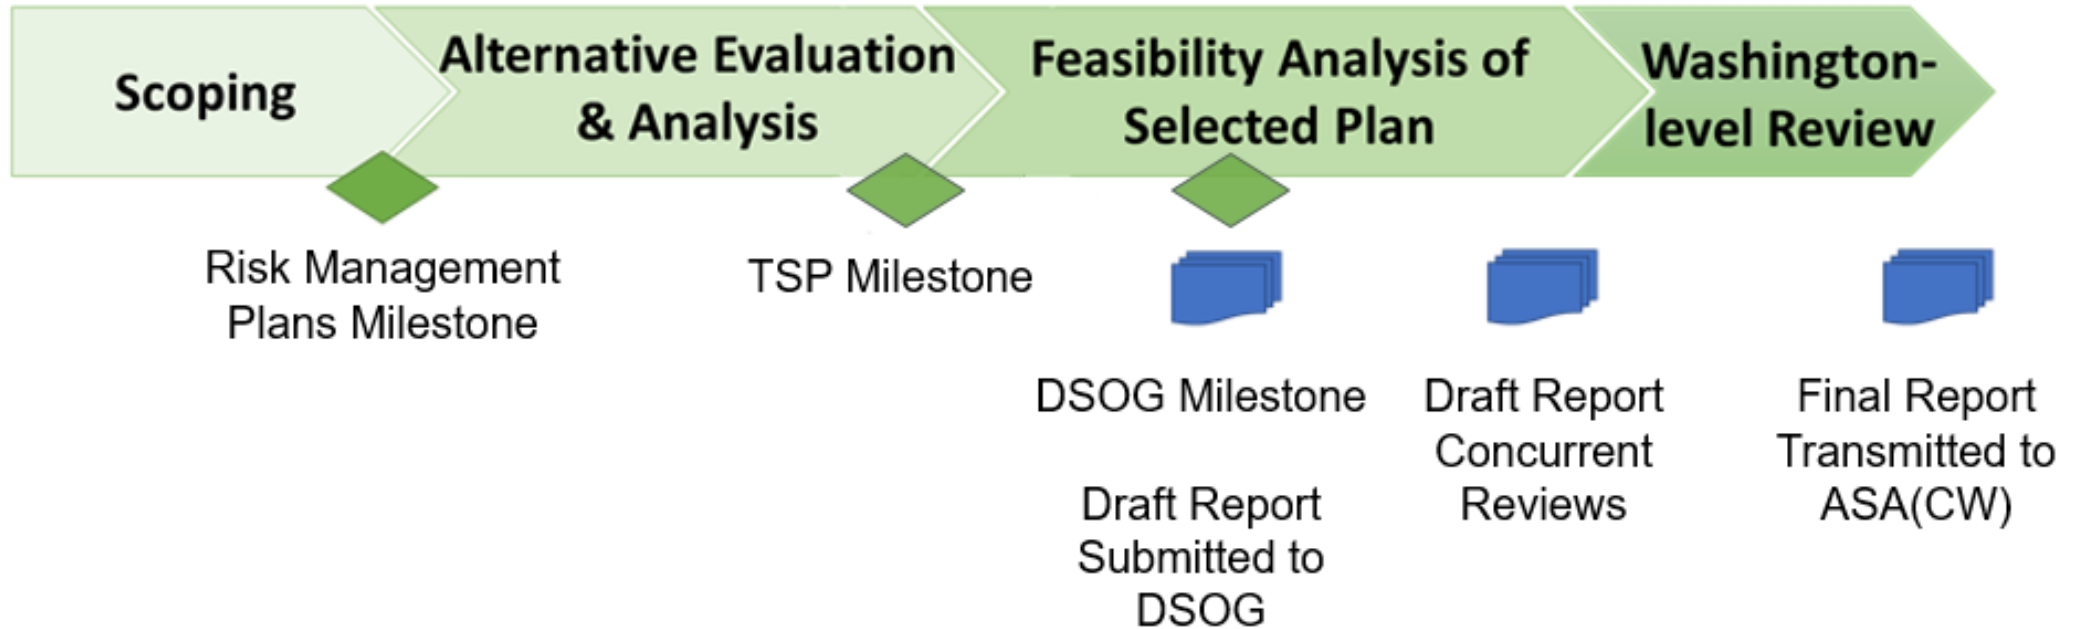 Scoping
Alternative Evaluation
& Analysis
Feasibility Analysis of
Selected Plan
Washington-
level Review
Risk Management
Plans Milestone
TSP Milestone
DSOG Milestone
Draft Report
Submitted to
DSOG
Draft Report
Concurrent
Reviews
Final Report
Transmitted to
ASA(CW)